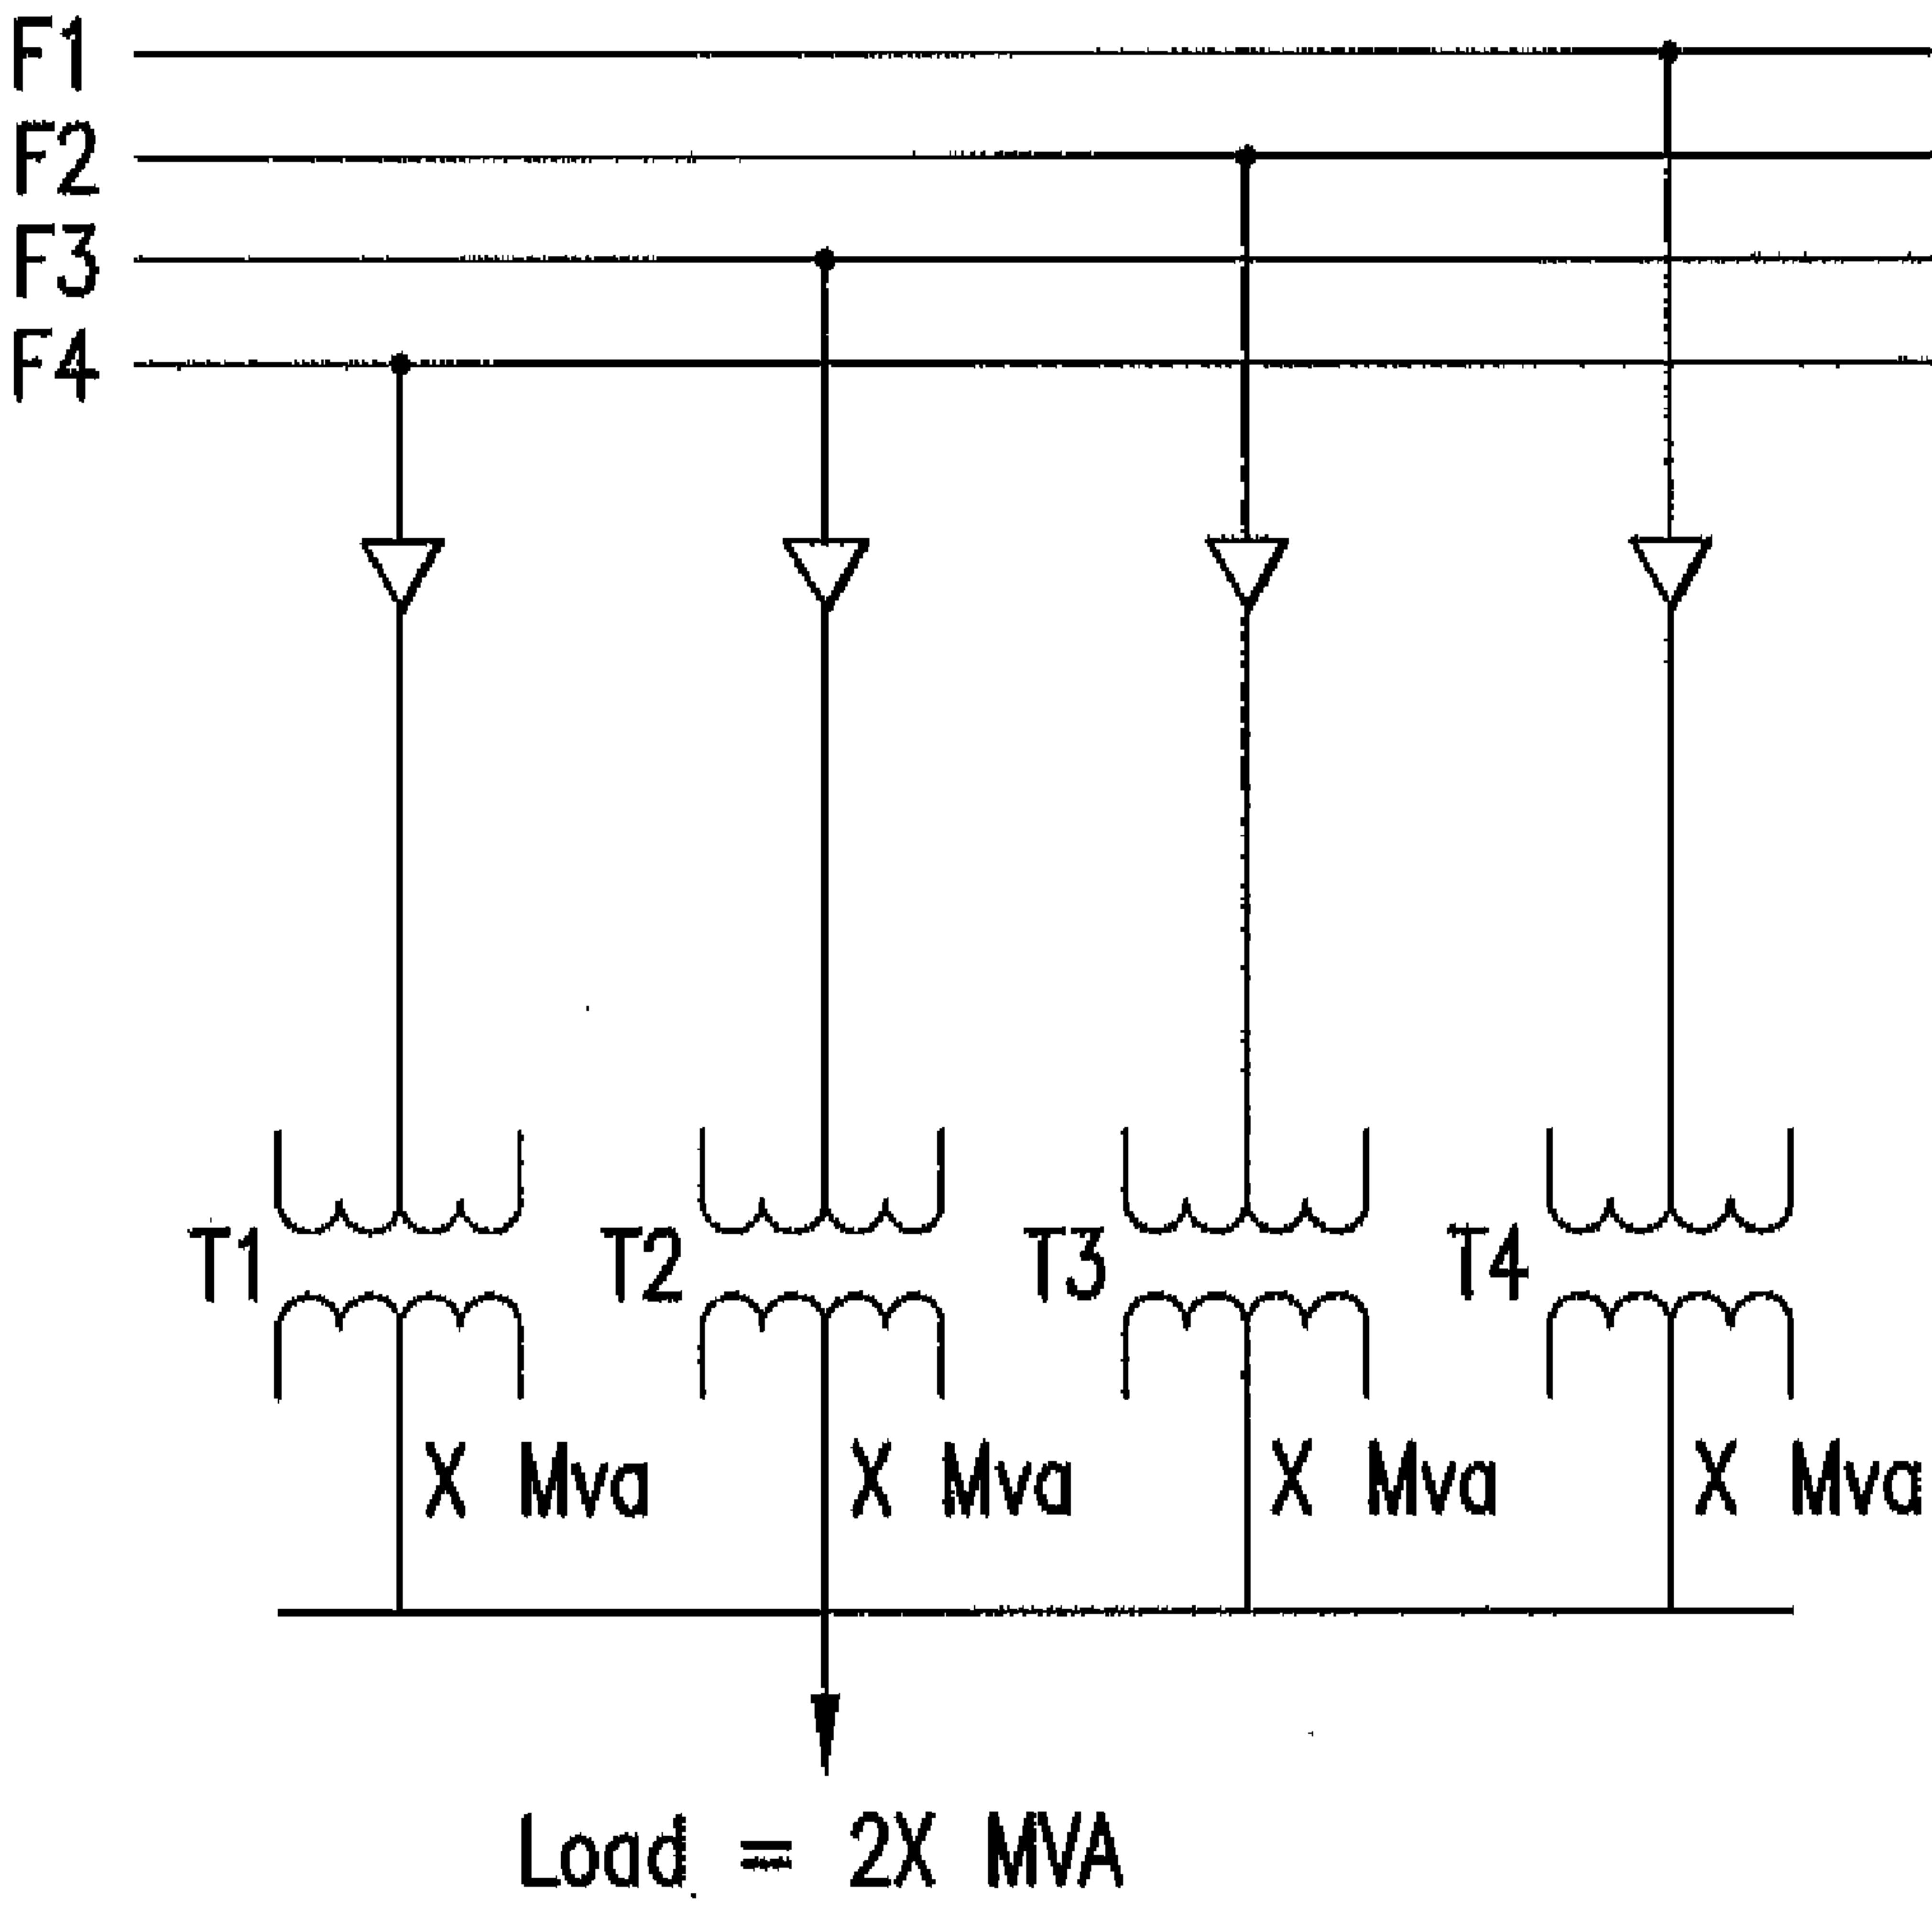 F1
F2
F3
F4
T1
T2
T3
T4
X Mva
X Mva
X Mva
X Mva
Load = 2X MVA